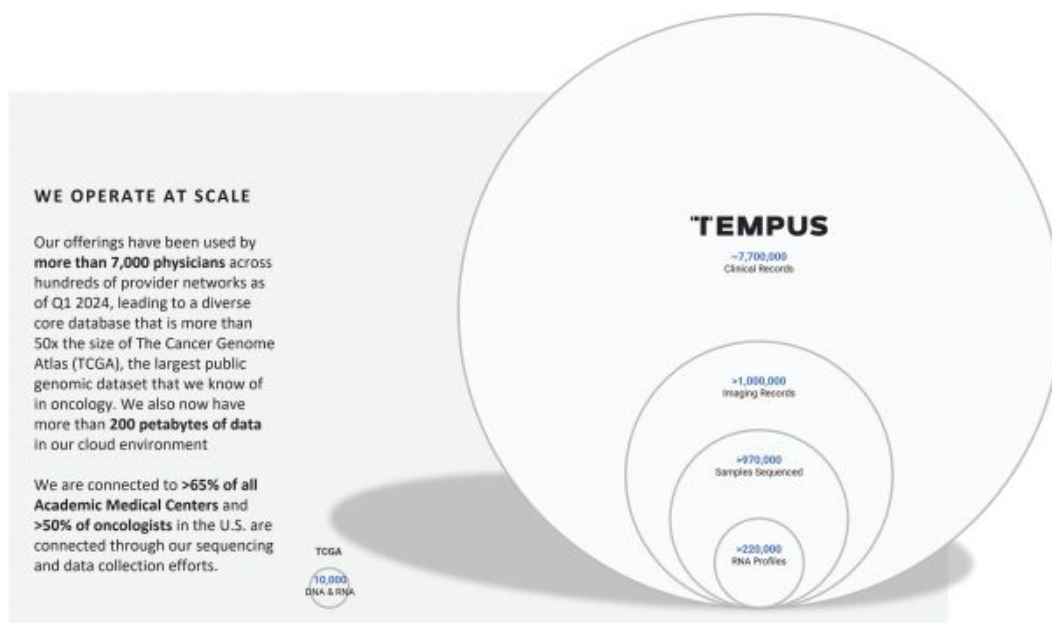 WE OPERATE AT SCALE
Our offerings have been used by
more than 7,000 physicians across
hundreds of provider networks as
of Q1 2024, leading to a diverse
core database that is more than
50x the size of The Cancer Genome
Atlas (TCGA), the largest public
genomic dataset that we know of
in oncology. We also now have
more than 200 petabytes of data
in our cloud environment
We are connected to >65% of all
Academic Medical Centers and
>50% of oncologists in the U.S. are
connected through our sequencing
and data collection efforts.
TCGA
10,000
DNA & RNA
TEMPUS
~7,700,000
Clinical Records
>1,000,000
Imaging Records
>970,000
Samples Sequenced
>220,000
RNA Profiles